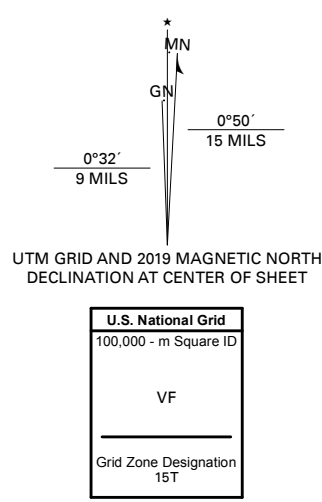 ★
MN
GN
0°50´
15 MILS
0°32´
9 MILS
UTM GRID AND 2019 MAGNETIC NORTH
DECLINATION AT CENTER OF SHEET
U.S. National Grid
100,000 - m Square ID
VF
Grid Zone Designation
15T